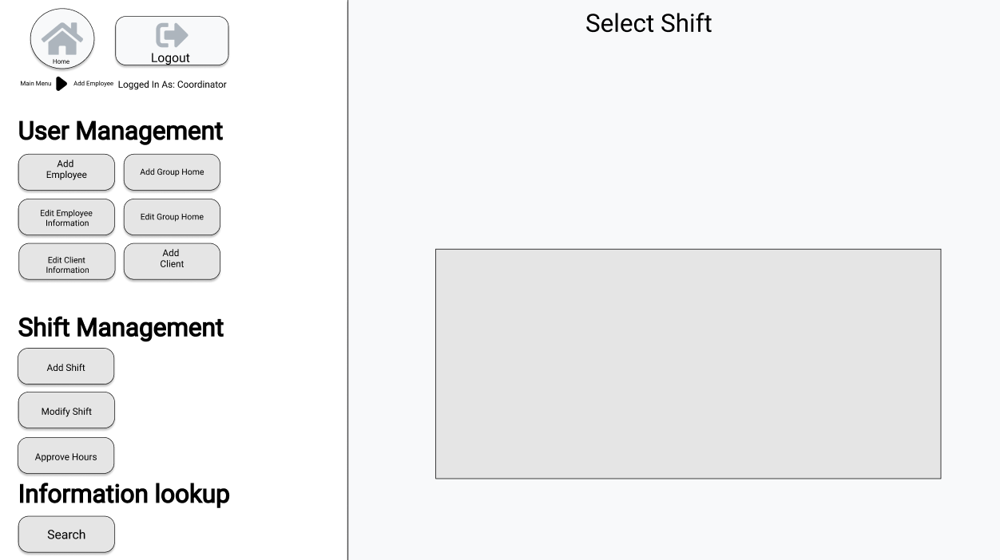 Home
Logout
Main Menu
Add Employee
Logged In As: Coordinator
Select Shift
User Management
Add
Employee
Add Group Home
Edit Employee
Information
Edit Group Home
Edit Client
Information
Add
Client
Shift Management
Add Shift
Modify Shift
Approve Hours
Information lookup
Search